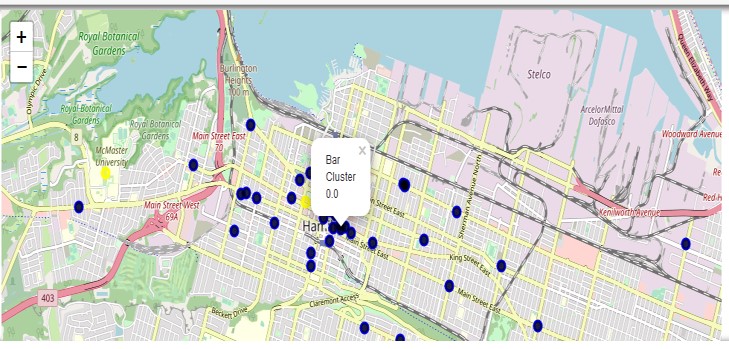 +
−
Royal Botanical
Gardens
Olympic Drive
Burlington
Heights
100 m
Stelco
Queen Elizabeth Way
ArcelorMittal
Dofasco
Royal Botanical
Gardens
Royal Botanical
Gardens
8
Main Street East
70
Woodward Avenue
McMaster
University
×
Bar
Cluster
0.0
Sherman Avenue North
Main Street West
69A
Street East
Kenilworth Avenue
Ham
Street East
King Street East
Main Street East
403
Beckett Drive
Claremont Access